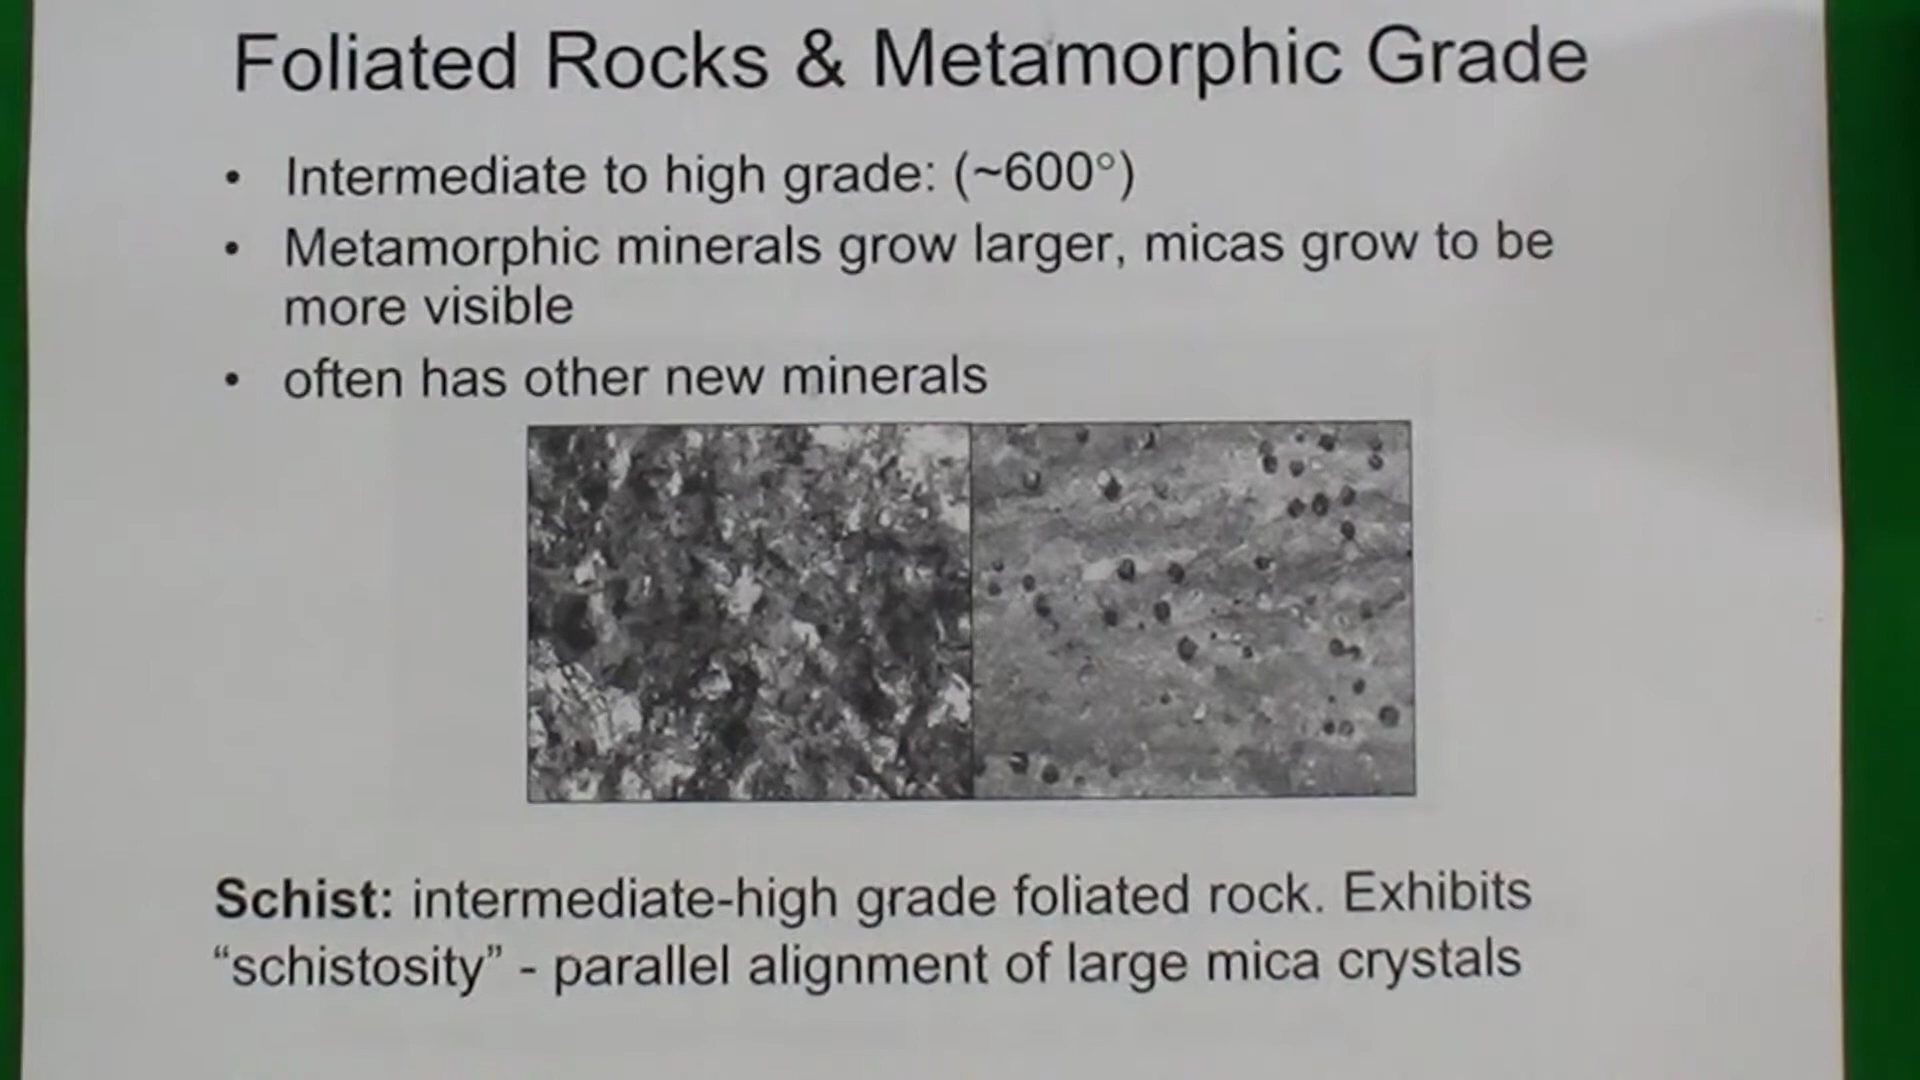 Foliated Rocks & Metamorphic Grade
• Intermediate to high grade: (~600°)
• Metamorphic minerals grow larger, micas grow to be
more visible
• often has other new minerals
Schist: intermediate-high grade foliated rock. Exhibits
“schistosity” - parallel alignment of large mica crystals